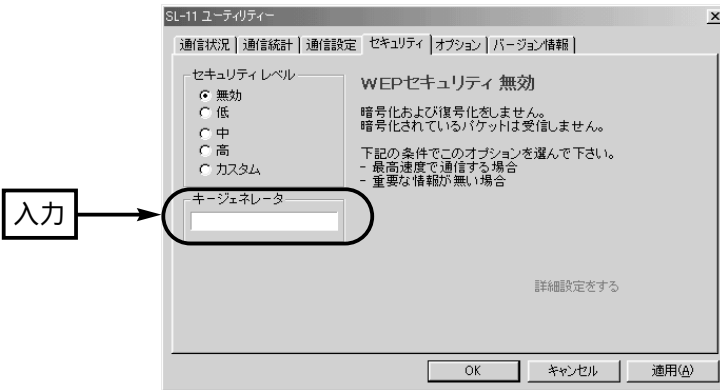 SL-11 ユーティリティー
通信状況 通信統計 通信設定 セキュリティ オプション バージョン情報
セキュリティ レベル
無効
低
中
高
カスタム
キージェネレータ
入力
WEPセキュリティ 無効
暗号化および復号化をしません。
暗号化されているパケットは受信しません。
下記の条件でこのオプションを選んで下さい。
- 最高速度で通信する場合
- 重要な情報が無い場合
詳細設定をする
OK キャンセル 適用(A)